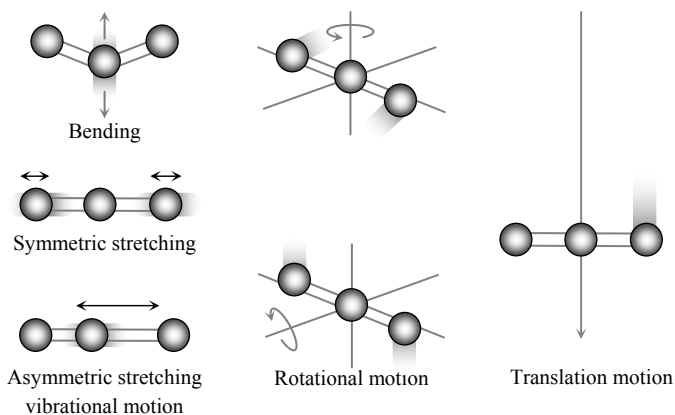 Bending
Symmetric stretching
Asymmetric stretching
vibrational motion
Rotational motion
Translation motion